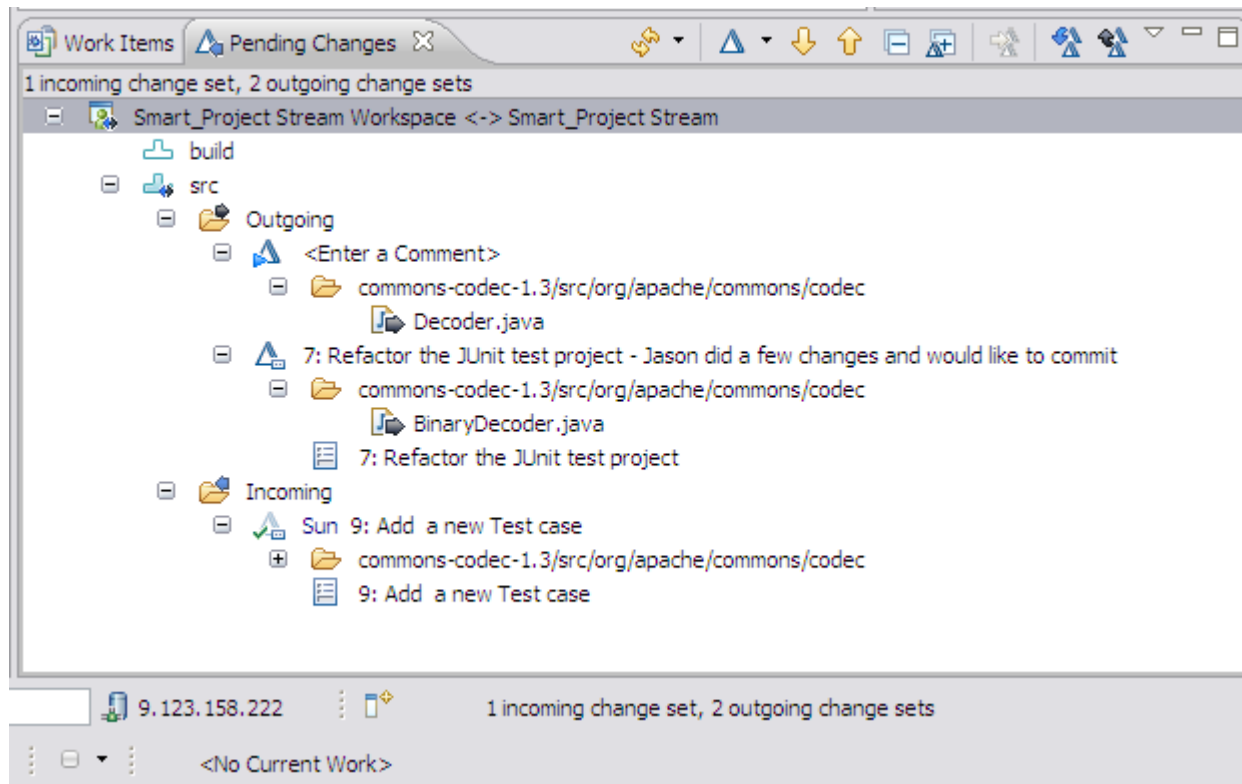 Work Items Pending Changes
1 incoming change set, 2 outgoing change sets
Smart_Project Stream Workspace <-> Smart_Project Stream
build
src
Outgoing
<Enter a Comment>
commons-codec-1.3/src/org/apache/commons/codec
Decoder.java
7: Refactor the JUnit test project - Jason did a few changes and would like to commit
commons-codec-1.3/src/org/apache/commons/codec
BinaryDecoder.java
7: Refactor the JUnit test project
Incoming
Sun 9: Add  a new Test case
commons-codec-1.3/src/org/apache/commons/codec
9: Add  a new Test case
9.123.158.222 1 incoming change set, 2 outgoing change sets
<No Current Work>